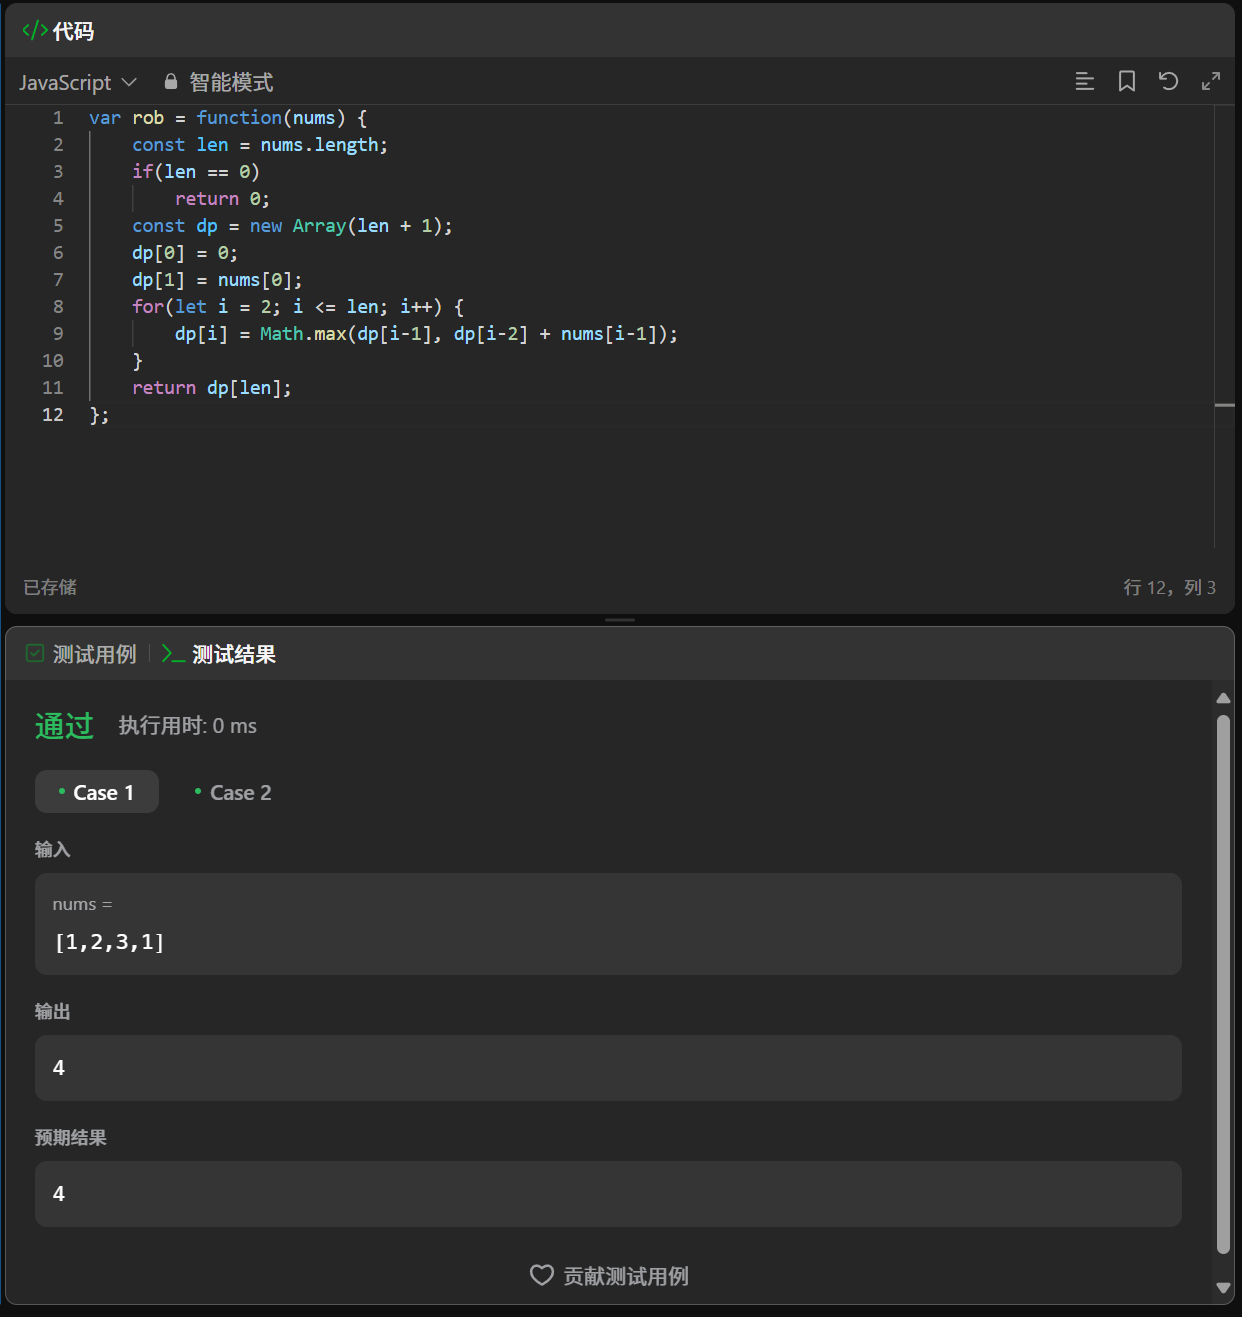 </> 代码
JavaScript 智能模式
1 var rob = function(nums) {
2     const len = nums.length;
3     if(len == 0)
4         return 0;
5     const dp = new Array(len + 1);
6     dp[0] = 0;
7     dp[1] = nums[0];
8     for(let i = 2; i <= len; i++) {
9         dp[i] = Math.max(dp[i-1], dp[i-2] + nums[i-1]);
10     }
11     return dp[len];
12 };
已存储 行 12，列 3
测试用例 | >_ 测试结果
通过 执行用时: 0 ms
• Case 1 • Case 2
输入
nums =
[1,2,3,1]
输出
4
预期结果
4
贡献测试用例